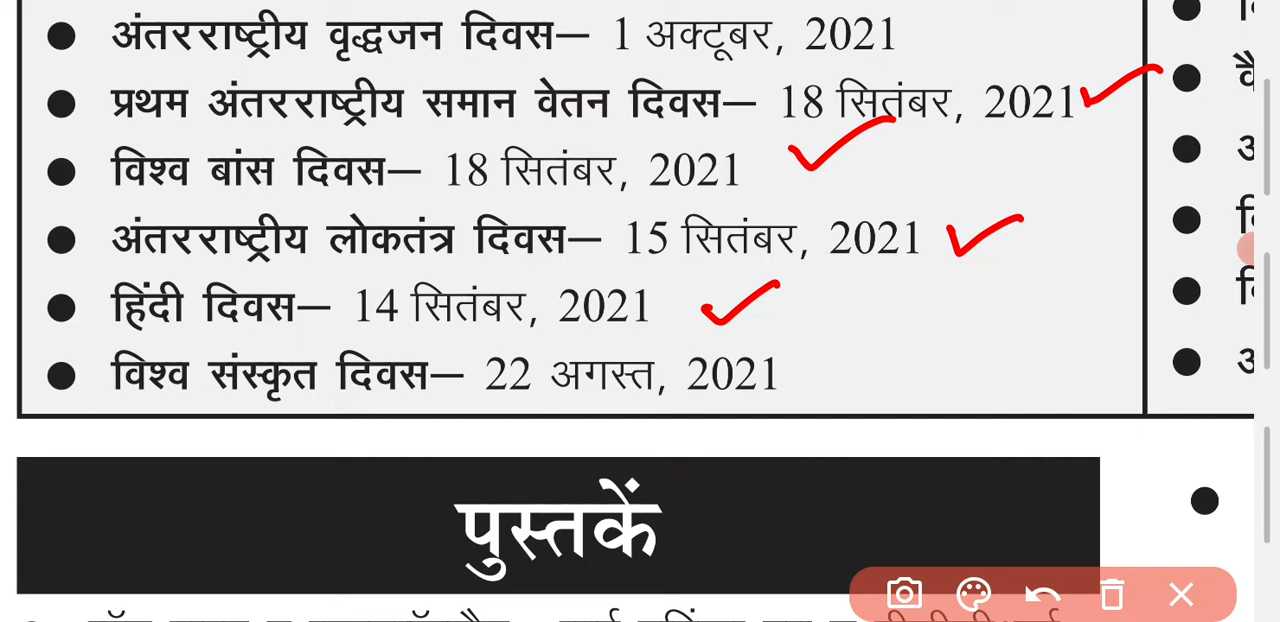 ● अंतरराष्ट्रीय वृद्धजन दिवस— 1 अक्टूबर, 2021
● प्रथम अंतरराष्ट्रीय समान वेतन दिवस— 18 सितंबर, 2021
● विश्व बांस दिवस— 18 सितंबर, 2021
● अंतरराष्ट्रीय लोकतंत्र दिवस— 15 सितंबर, 2021
● हिंदी दिवस— 14 सितंबर, 2021
● विश्व संस्कृत दिवस— 22 अगस्त, 2021
पुस्तकें